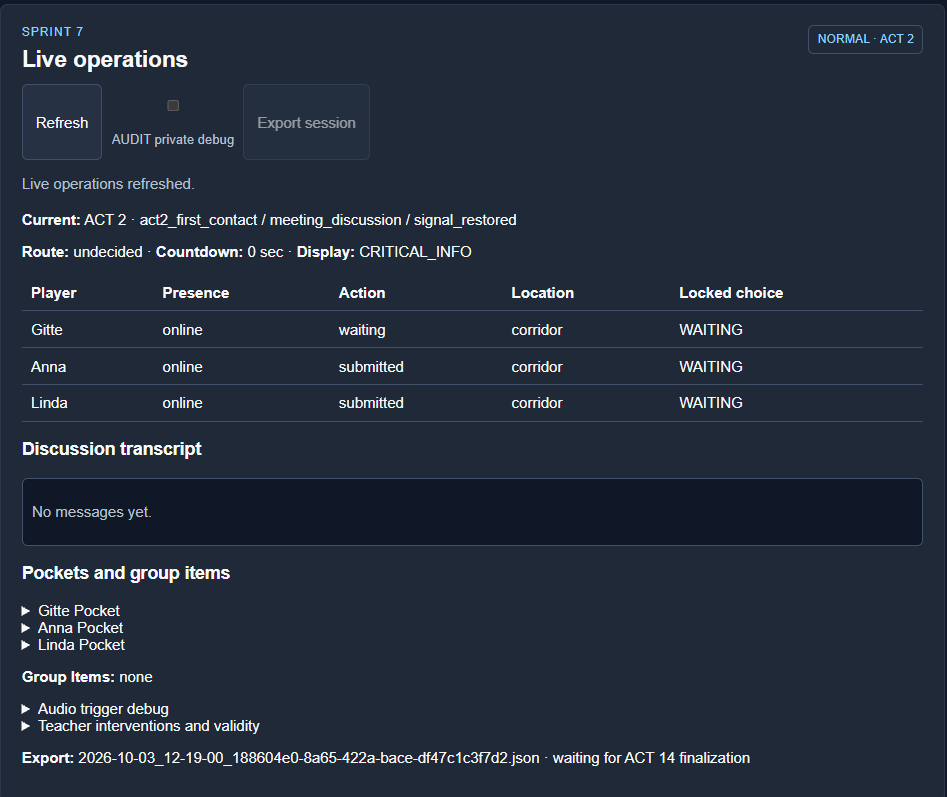 SPRINT 7
NORMAL · ACT 2
Live operations
Refresh
AUDIT private debug
Export session
Live operations refreshed.
Current: ACT 2 · act2_first_contact / meeting_discussion / signal_restored
Route: undecided · Countdown: 0 sec · Display: CRITICAL_INFO
Player Presence Action Location Locked choice
Gitte online waiting corridor WAITING
Anna online submitted corridor WAITING
Linda online submitted corridor WAITING
Discussion transcript
No messages yet.
Pockets and group items
▶ Gitte Pocket
▶ Anna Pocket
▶ Linda Pocket
Group Items: none
▶ Audio trigger debug
▶ Teacher interventions and validity
Export: 2026-10-03_12-19-00_188604e0-8a65-422a-bace-df47c1c3f7d2.json · waiting for ACT 14 finalization